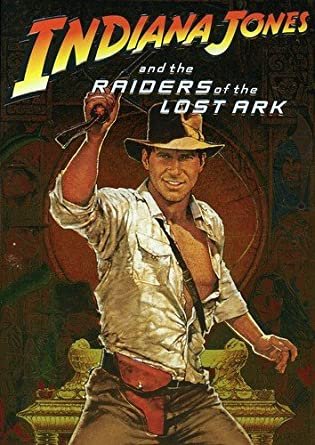 INDIANA JONES
and the
RAIDERS of the
LOST ARK